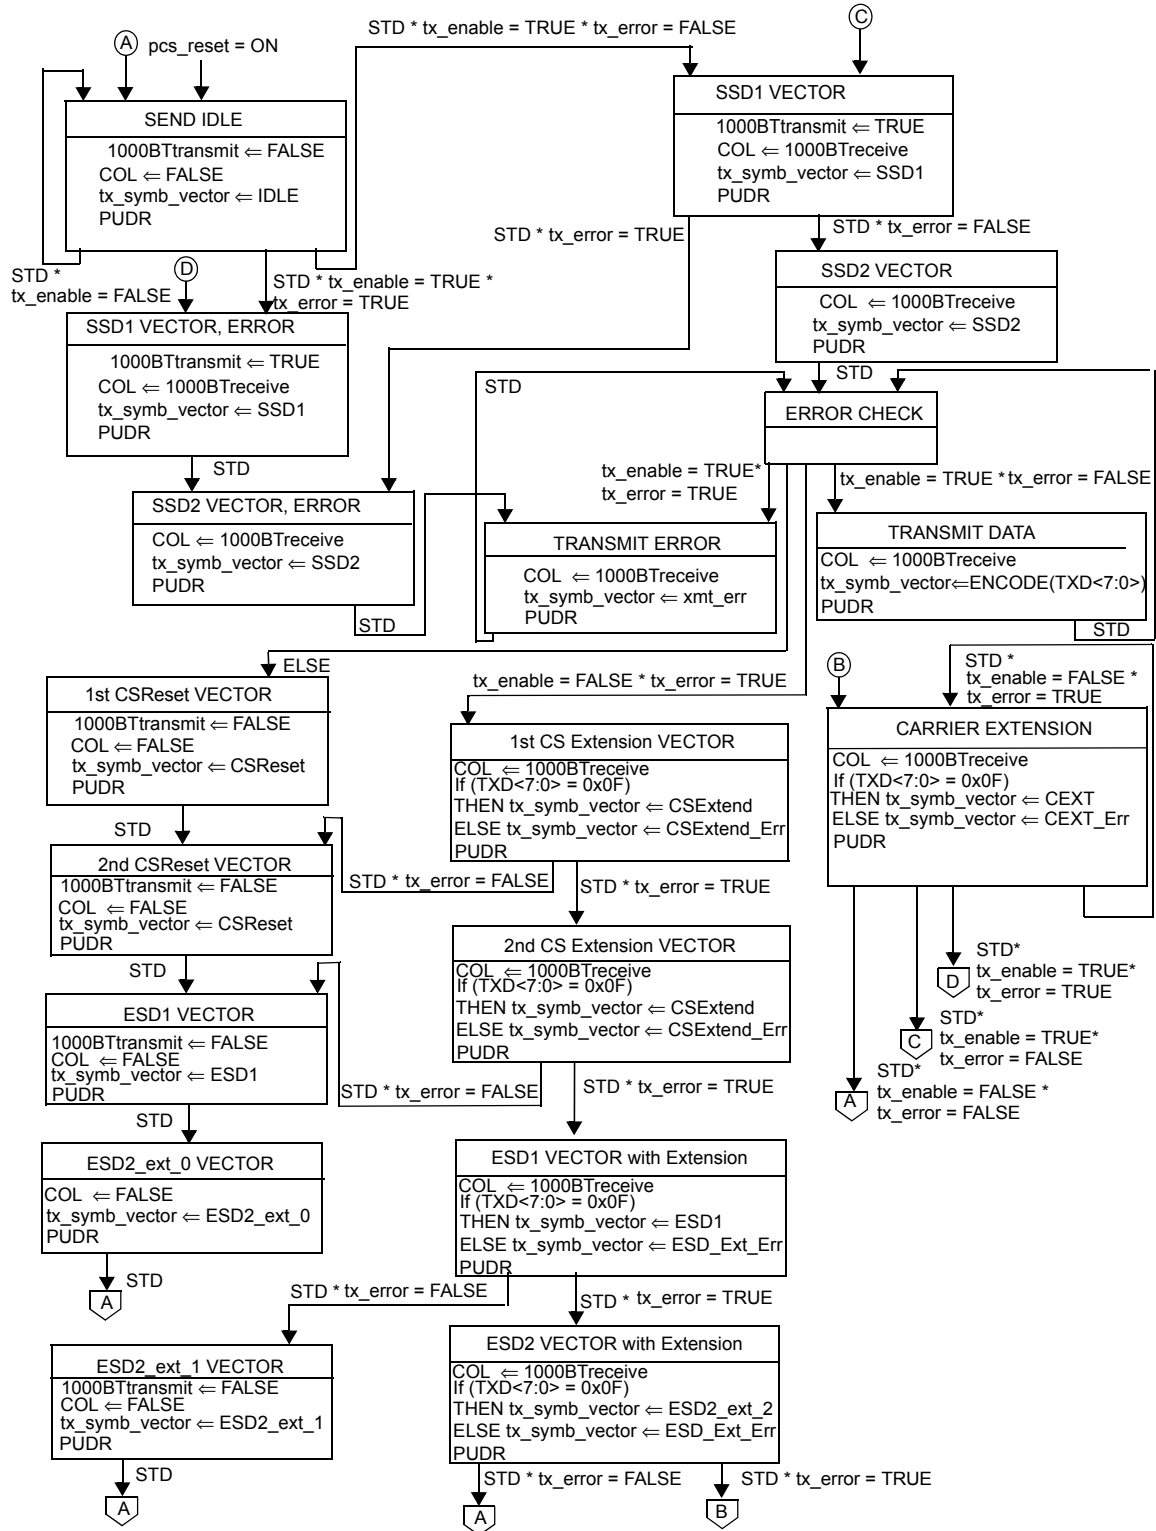 STD * tx_enable = TRUE * tx_error = FALSE
C
A
pcs_reset = ON
SEND IDLE
1000BTtransmit ⇐ FALSE
COL ⇐ FALSE
tx_symb_vector ⇐ IDLE
PUDR
SSD1 VECTOR
1000BTtransmit ⇐ TRUE
COL ⇐ 1000BTreceive
tx_symb_vector ⇐ SSD1
PUDR
STD * tx_error = TRUE
STD * tx_error = FALSE
STD *
tx_enable = FALSE
D
STD * tx_enable = TRUE *
tx_error = TRUE
SSD2 VECTOR
COL ⇐ 1000BTreceive
tx_symb_vector ⇐ SSD2
PUDR
SSD1 VECTOR, ERROR
1000BTtransmit ⇐ TRUE
COL ⇐ 1000BTreceive
tx_symb_vector ⇐ SSD1
PUDR
STD
STD
ERROR CHECK
STD
tx_enable = TRUE*
tx_error = TRUE
tx_enable = TRUE * tx_error = FALSE
SSD2 VECTOR, ERROR
COL ⇐ 1000BTreceive
tx_symb_vector ⇐ SSD2
PUDR
STD
TRANSMIT ERROR
COL ⇐ 1000BTreceive
tx_symb_vector ⇐ xmt_err
PUDR
TRANSMIT DATA
COL ⇐ 1000BTreceive
tx_symb_vector⇐ENCODE(TXD<7:0>)
PUDR
STD
ELSE
tx_enable = FALSE * tx_error = TRUE
B
STD *
tx_enable = FALSE *
tx_error = TRUE
1st CSReset VECTOR
1000BTtransmit ⇐ FALSE
COL ⇐ FALSE
tx_symb_vector ⇐ CSReset
PUDR
STD
1st CS Extension VECTOR
COL ⇐ 1000BTreceive
If (TXD<7:0> = 0x0F)
THEN tx_symb_vector ⇐ CSExtend
ELSE tx_symb_vector ⇐ CSExtend_Err
PUDR
CARRIER EXTENSION
COL ⇐ 1000BTreceive
If (TXD<7:0> = 0x0F)
THEN tx_symb_vector ⇐ CEXT
ELSE tx_symb_vector ⇐ CEXT_Err
PUDR
2nd CSReset VECTOR
1000BTtransmit ⇐ FALSE
COL ⇐ FALSE
tx_symb_vector ⇐ CSReset
PUDR
STD * tx_error = FALSE
STD * tx_error = TRUE
STD
2nd CS Extension VECTOR
COL ⇐ 1000BTreceive
If (TXD<7:0> = 0x0F)
THEN tx_symb_vector ⇐ CSExtend
ELSE tx_symb_vector ⇐ CSExtend_Err
PUDR
D
STD*
tx_enable = TRUE*
tx_error = TRUE
C
STD*
tx_enable = TRUE*
tx_error = FALSE
A
STD*
tx_enable = FALSE *
tx_error = FALSE
ESD1 VECTOR
1000BTtransmit ⇐ FALSE
COL ⇐ FALSE
tx_symb_vector ⇐ ESD1
PUDR
STD * tx_error = FALSE
STD * tx_error = TRUE
STD
ESD2_ext_0 VECTOR
COL ⇐ FALSE
tx_symb_vector ⇐ ESD2_ext_0
PUDR
STD
A
ESD1 VECTOR with Extension
COL ⇐ 1000BTreceive
If (TXD<7:0> = 0x0F)
THEN tx_symb_vector ⇐ ESD1
ELSE tx_symb_vector ⇐ ESD_Ext_Err
PUDR
STD * tx_error = FALSE
STD * tx_error = TRUE
ESD2_ext_1 VECTOR
1000BTtransmit ⇐ FALSE
COL ⇐ FALSE
tx_symb_vector ⇐ ESD2_ext_1
PUDR
STD
A
ESD2 VECTOR with Extension
COL ⇐ 1000BTreceive
If (TXD<7:0> = 0x0F)
THEN tx_symb_vector ⇐ ESD2_ext_2
ELSE tx_symb_vector ⇐ ESD_Ext_Err
PUDR
STD * tx_error = FALSE
A
STD * tx_error = TRUE
B